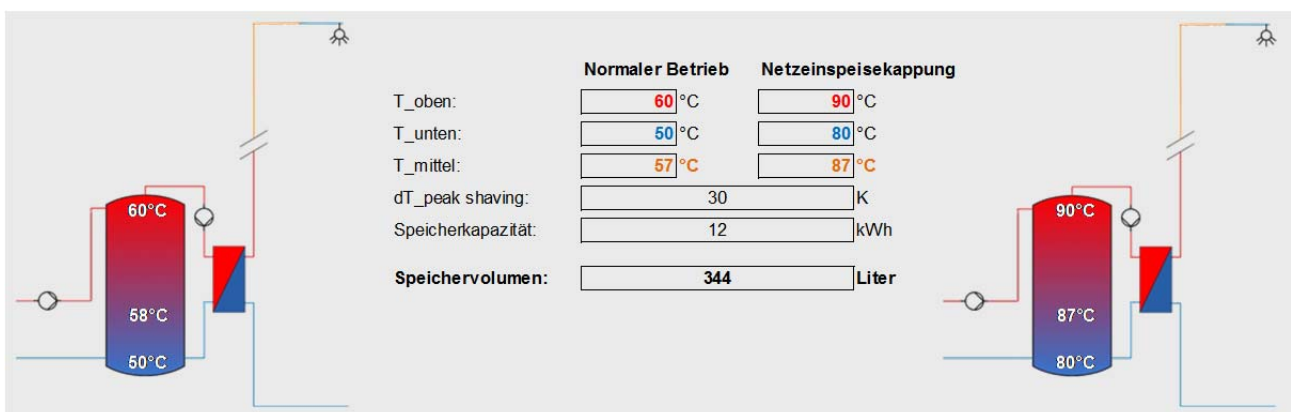 Normaler Betrieb Netzeinspeisekappung
T_oben: 60 °C 90 °C
T_unten: 50 °C 80 °C
T_mittel: 57 °C 87 °C
dT_peak shaving: 30 K
Speicherkapazität: 12 kWh
Speichervolumen: 344 Liter
60°C
58°C
50°C
90°C
87°C
80°C